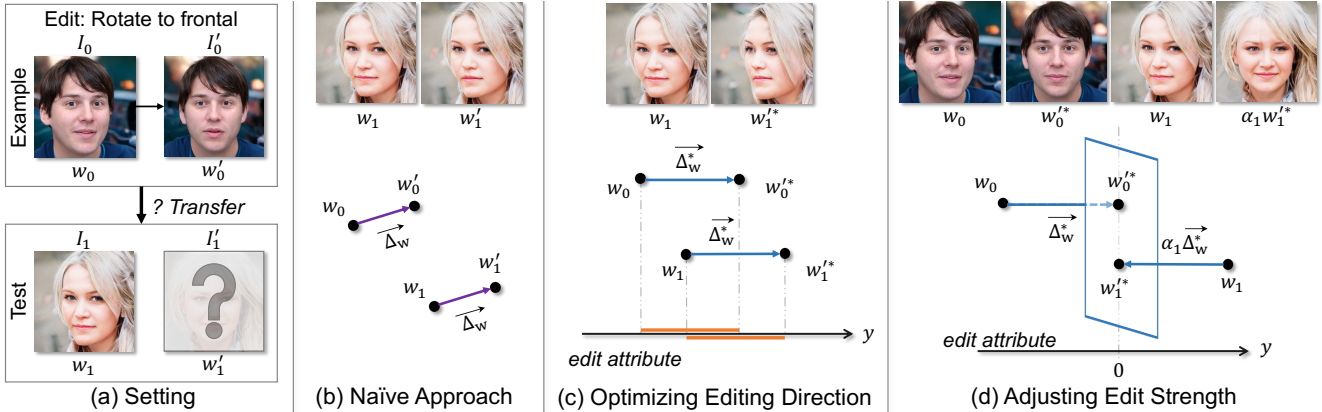 Edit: Rotate to frontal
I₀ I₀′
Example
w₀ w₀′
? Transfer
I₁ I₁′
Test
?
w₁ w₁′
(a) Setting
w₁ w₁′
w₀ w₀′
Δw
w₁ w₁′
Δw
(b) Naïve Approach
w₁ w₁′*
Δw*
w₀ w₀′*
Δw*
w₁ w₁′*
edit attribute y
(c) Optimizing Editing Direction
w₀ w₀′* w₁ α₁w₁′*
w₀ w₀′*
Δw* α₁Δw*
w₁′* w₁
edit attribute y
0
(d) Adjusting Edit Strength